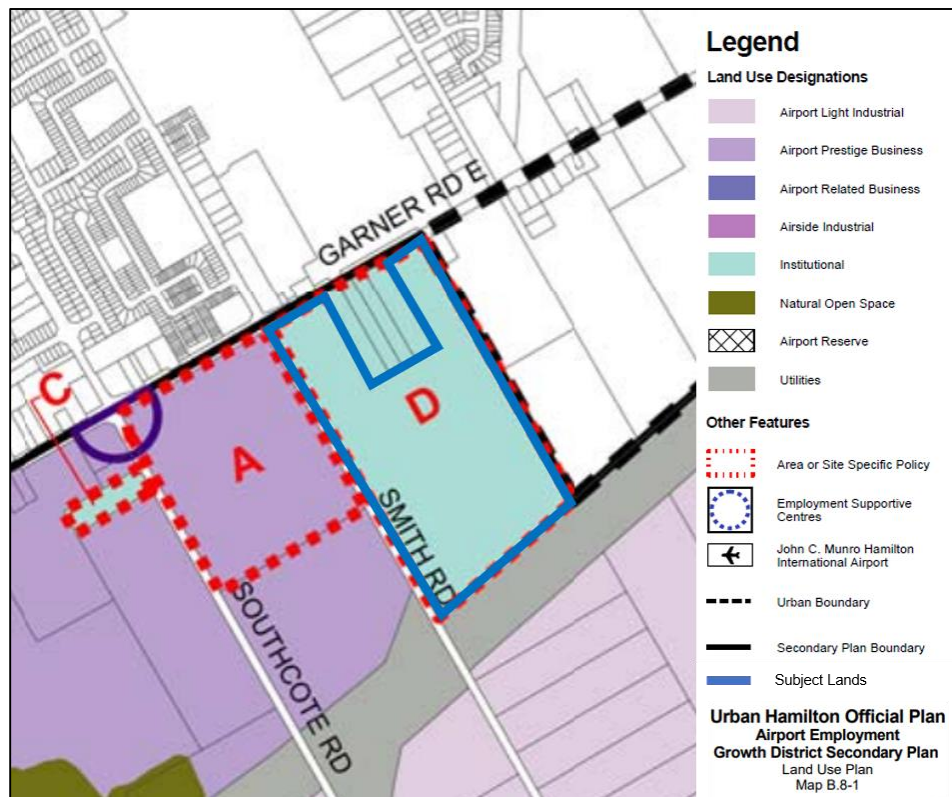 GARNER RD E
C
A
D
SMITH RD
SOUTHCOTE RD
Legend
Land Use Designations
Airport Light Industrial
Airport Prestige Business
Airport Related Business
Airside Industrial
Institutional
Natural Open Space
Airport Reserve
Utilities
Other Features
Area or Site Specific Policy
Employment Supportive
Centres
John C. Munro Hamilton
International Airport
Urban Boundary
Secondary Plan Boundary
Subject Lands
Urban Hamilton Official Plan
Airport Employment
Growth District Secondary Plan
Land Use Plan
Map B.8-1